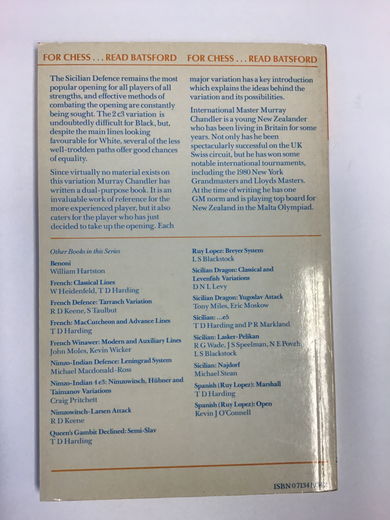 FOR CHESS . . . READ BATSFORD FOR CHESS . . . READ BATSFORD
The Sicilian Defence remains the most
popular opening for all players of all
strengths, and effective methods of
combating the opening are constantly
being sought. The 2 c3 variation is
undoubtedly difficult for Black, but,
despite the main lines looking
favourable for White, several of the less
well-trodden paths offer good chances
of equality.
Since virtually no material exists on
this variation Murray Chandler has
written a dual-purpose book. It is an
invaluable work of reference for the
more experienced player, but it also
caters for the player who has just
decided to take up the opening. Each
major variation has a key introduction
which explains the ideas behind the
variation and its possibilities.
International Master Murray
Chandler is a young New Zealander
who has been living in Britain for some
years. Not only has he been
spectacularly successful on the UK
Swiss circuit, but he has won some
notable international tournaments,
including the 1980 New York
Grandmasters and Lloyds Masters.
At the time of writing he has one
GM norm and is playing top board for
New Zealand in the Malta Olympiad.
Other Books in this Series
Benoni
William Hartston
French: Classical Lines
W Heidenfeld, T D Harding
French Defence: Tarrasch Variation
R D Keene, S Taulbut
French: MacCutcheon and Advance Lines
T D Harding
French Winawer: Modern and Auxiliary Lines
John Moles, Kevin Wicker
Nimzo-Indian Defence: Leningrad System
Michael Macdonald-Ross
Nimzo-Indian 4 e3: Nimzowitsch, Hübner and
Taimanov Variations
Craig Pritchett
Nimzowitsch-Larsen Attack
R D Keene
Queen's Gambit Declined: Semi-Slav
T D Harding
Ruy Lopez: Breyer System
L S Blackstock
Sicilian Dragon: Classical and
Levenfish Variations
D N L Levy
Sicilian Dragon: Yugoslav Attack
Tony Miles, Eric Moskow
Sicilian: ...e5
T D Harding and P R Markland
Sicilian: Lasker-Pelikan
R G Wade, J S Speelman, N E Povah,
L S Blackstock
Sicilian: Najdorf
Michael Stean
Spanish (Ruy Lopez): Marshall
T D Harding
Spanish (Ruy Lopez): Open
Kevin J O'Connell
ISBN 0 7134